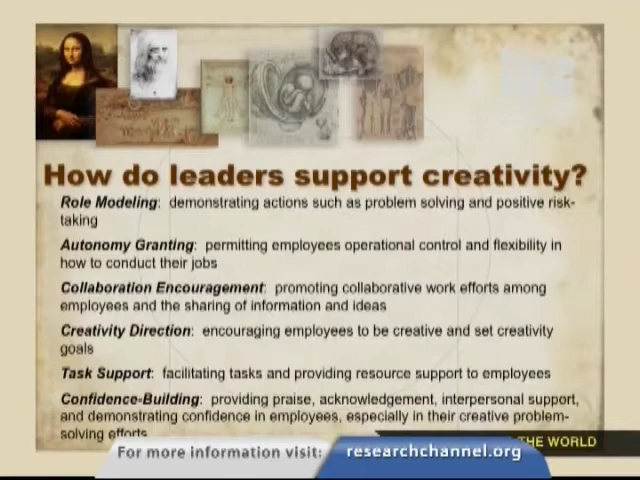 How do leaders support creativity?
Role Modeling: demonstrating actions such as problem solving and positive risk-
taking
Autonomy Granting: permitting employees operational control and flexibility in
how to conduct their jobs
Collaboration Encouragement: promoting collaborative work efforts among
employees and the sharing of information and ideas
Creativity Direction: encouraging employees to be creative and set creativity
goals
Task Support: facilitating tasks and providing resource support to employees
Confidence-Building: providing praise, acknowledgement, interpersonal support,
and demonstrating confidence in employees, especially in their creative problem-
solving efforts
THE WORLD
For more information visit: researchchannel.org